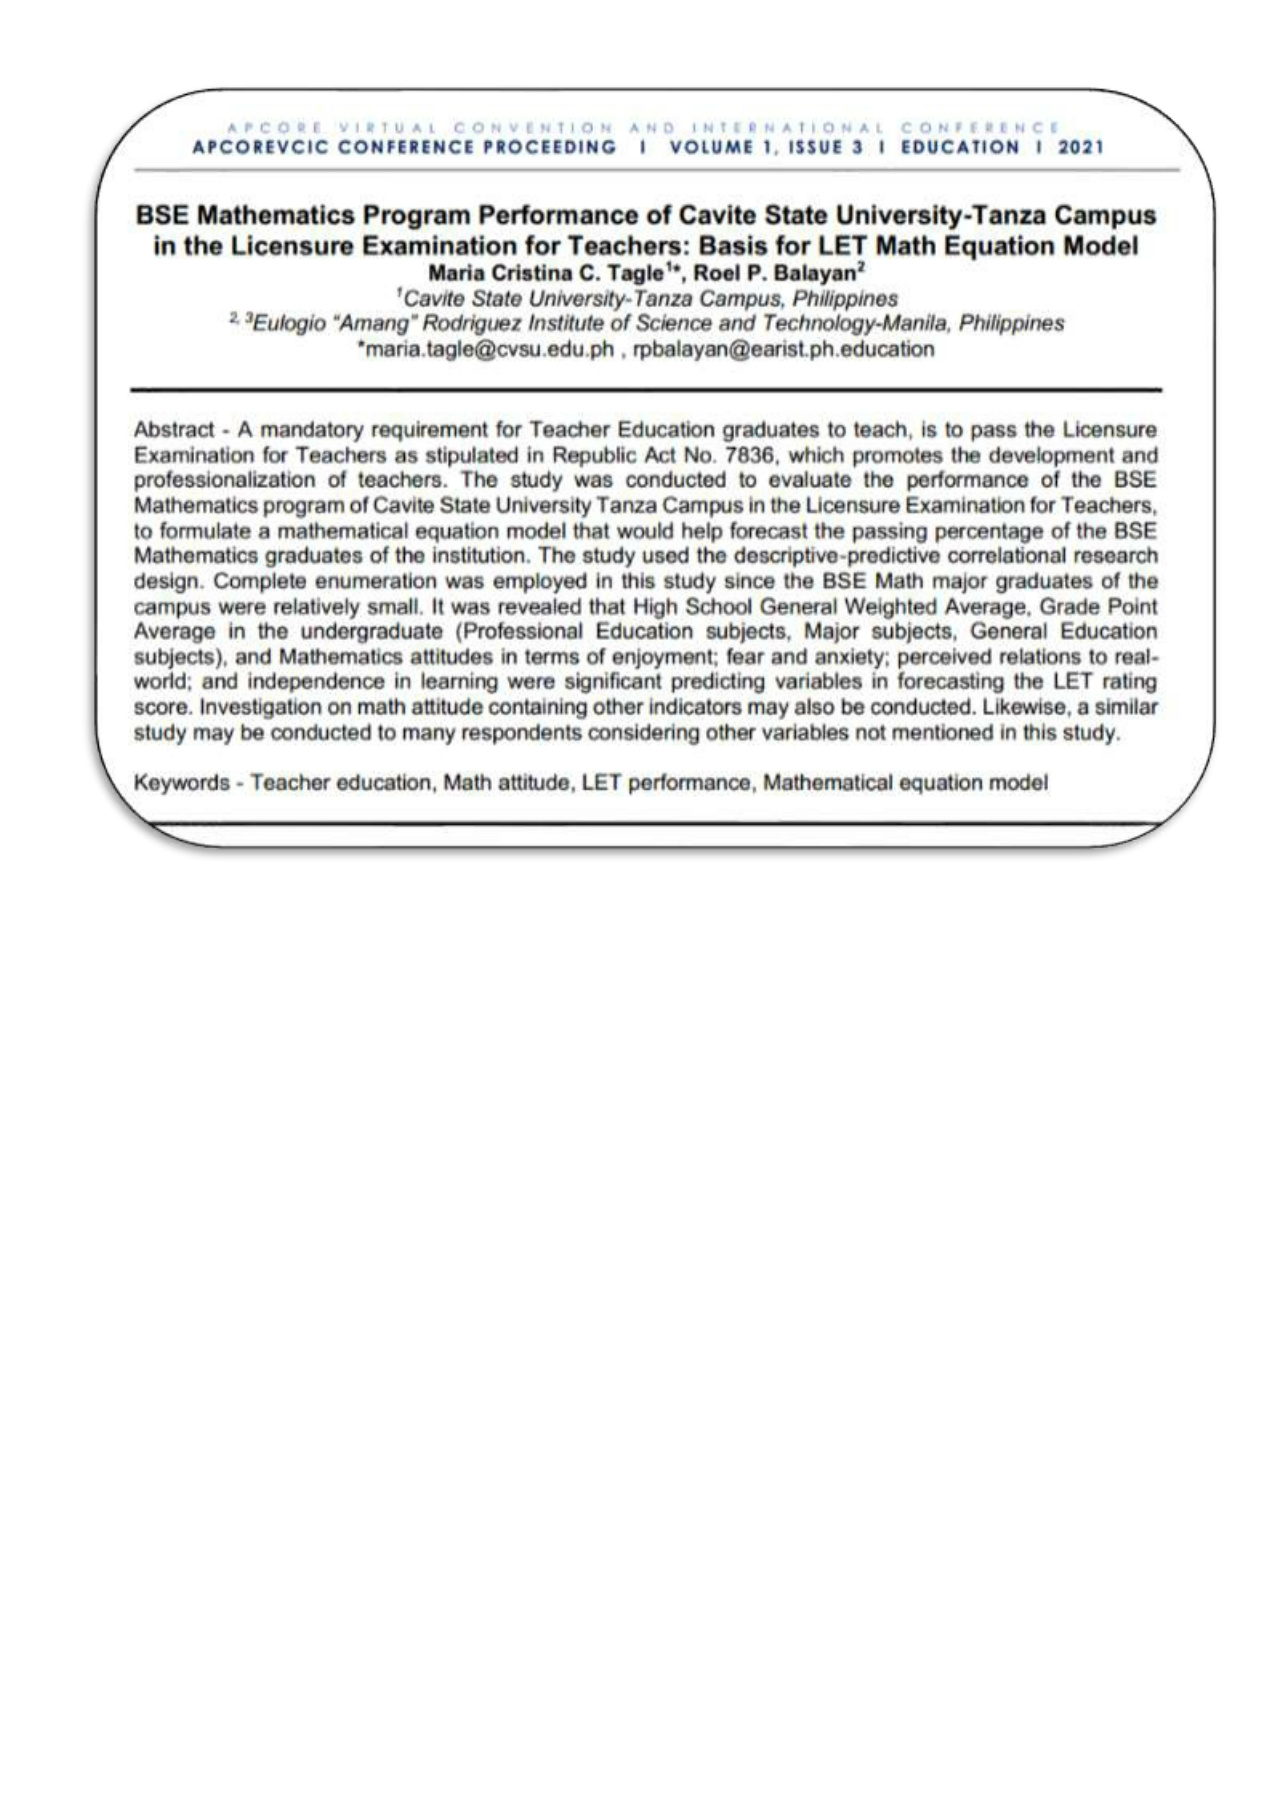 APCORE VIRTUAL CONVENTION AND INTERNATIONAL CONFERENCE
APCOREVCIC CONFERENCE PROCEEDING I VOLUME 1, ISSUE 3 I EDUCATION I 2021
BSE Mathematics Program Performance of Cavite State University-Tanza Campus
in the Licensure Examination for Teachers: Basis for LET Math Equation Model
Maria Cristina C. Tagle¹*, Roel P. Balayan²
¹Cavite State University-Tanza Campus, Philippines
², ³Eulogio “Amang” Rodriguez Institute of Science and Technology-Manila, Philippines
*maria.tagle@cvsu.edu.ph , rpbalayan@earist.ph.education
Abstract - A mandatory requirement for Teacher Education graduates to teach, is to pass the Licensure
Examination for Teachers as stipulated in Republic Act No. 7836, which promotes the development and
professionalization of teachers. The study was conducted to evaluate the performance of the BSE
Mathematics program of Cavite State University Tanza Campus in the Licensure Examination for Teachers,
to formulate a mathematical equation model that would help forecast the passing percentage of the BSE
Mathematics graduates of the institution. The study used the descriptive-predictive correlational research
design. Complete enumeration was employed in this study since the BSE Math major graduates of the
campus were relatively small. It was revealed that High School General Weighted Average, Grade Point
Average in the undergraduate (Professional Education subjects, Major subjects, General Education
subjects), and Mathematics attitudes in terms of enjoyment; fear and anxiety; perceived relations to real-
world; and independence in learning were significant predicting variables in forecasting the LET rating
score. Investigation on math attitude containing other indicators may also be conducted. Likewise, a similar
study may be conducted to many respondents considering other variables not mentioned in this study.
Keywords - Teacher education, Math attitude, LET performance, Mathematical equation model